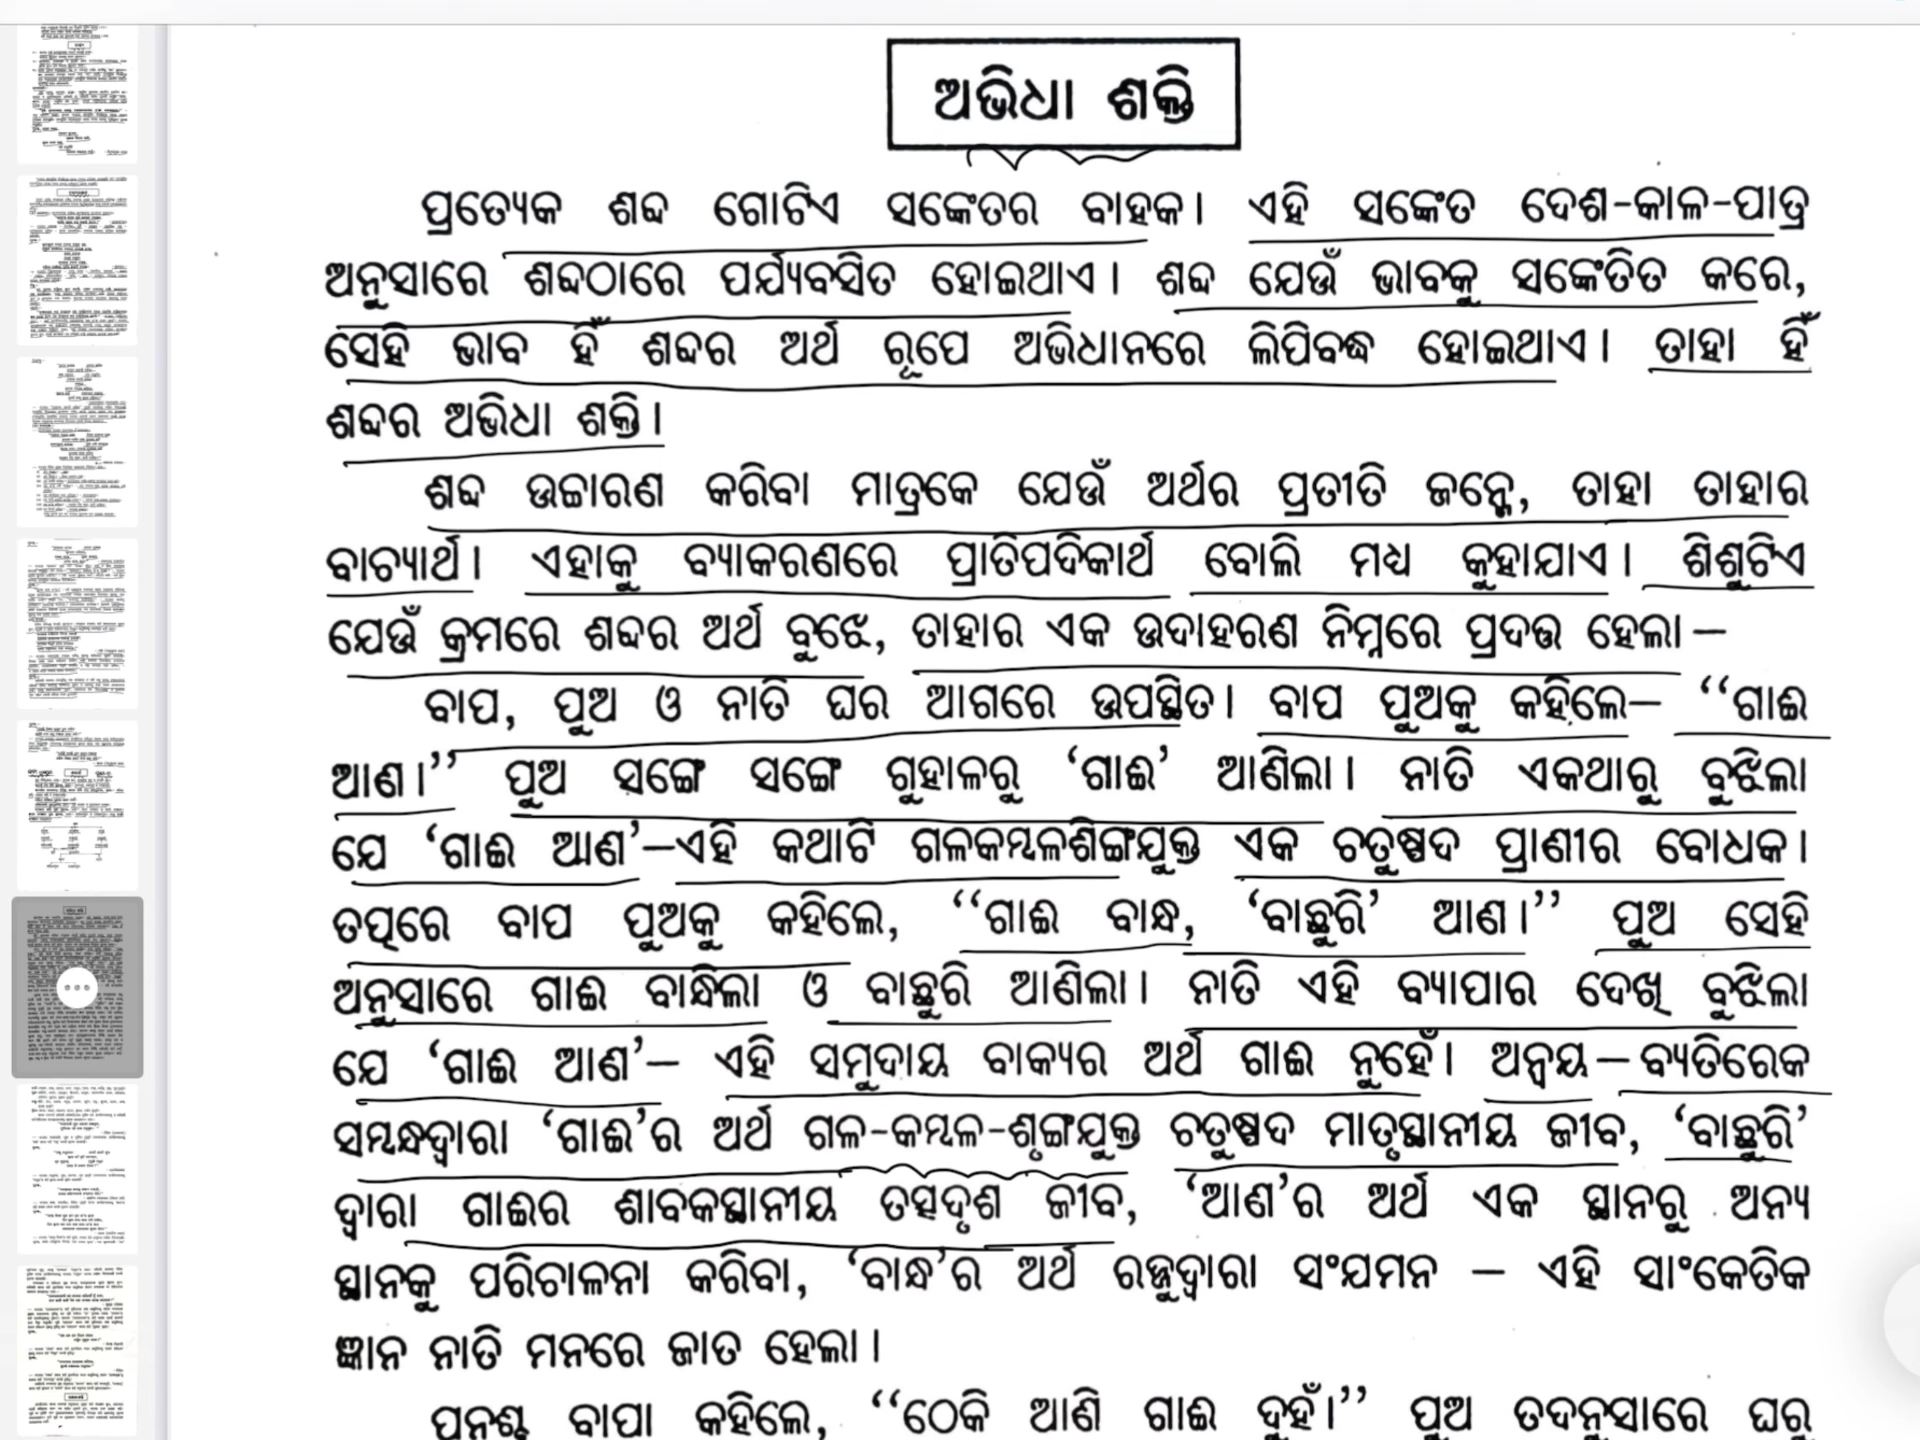 ଅଭିଧା ଶକ୍ତି
ପ୍ରତ୍ୟେକ ଶବ୍ଦ ଗୋଟିଏ ସଙ୍କେତର ବାହକ। ଏହି ସଙ୍କେତ ଦେଶ-କାଳ-ପାତ୍ର
ଅନୁସାରେ ଶବ୍ଦଠାରେ ପର୍ଯ୍ୟବସିତ ହୋଇଥାଏ। ଶବ୍ଦ ଯେଉଁ ଭାବକୁ ସଙ୍କେତିତ କରେ,
ସେହି ଭାବ ହିଁ ଶବ୍ଦର ଅର୍ଥ ରୂପେ ଅଭିଧାନରେ ଲିପିବଦ୍ଧ ହୋଇଥାଏ। ତାହା ହିଁ
ଶବ୍ଦର ଅଭିଧା ଶକ୍ତି।
ଶବ୍ଦ ଉଚ୍ଚାରଣ କରିବା ମାତ୍ରକେ ଯେଉଁ ଅର୍ଥର ପ୍ରତୀତି ଜନ୍ମେ, ତାହା ତାହାର
ବାଚ୍ୟାର୍ଥ। ଏହାକୁ ବ୍ୟାକରଣରେ ପ୍ରାତିପଦିକାର୍ଥ ବୋଲି ମଧ୍ୟ କୁହାଯାଏ। ଶିଶୁଟିଏ
ଯେଉଁ କ୍ରମରେ ଶବ୍ଦର ଅର୍ଥ ବୁଝେ, ତାହାର ଏକ ଉଦାହରଣ ନିମ୍ନରେ ପ୍ରଦତ୍ତ ହେଲା—
ବାପ, ପୁଅ ଓ ନାତି ଘର ଆଗରେ ଉପସ୍ଥିତ। ବାପ ପୁଅକୁ କହିଲେ— ‘‘ଗାଈ
ଆଣ।’’ ପୁଅ ସଙ୍ଗେ ସଙ୍ଗେ ଗୁହାଳରୁ ‘ଗାଈ’ ଆଣିଲା। ନାତି ଏକଥାରୁ ବୁଝିଲା
ଯେ ‘ଗାଈ ଆଣ’—ଏହି କଥାଟି ଗଳକମ୍ବଳଶିଙ୍ଗଯୁକ୍ତ ଏକ ଚତୁଷ୍ପଦ ପ୍ରାଣୀର ବୋଧକ।
ତତ୍ପରେ ବାପ ପୁଅକୁ କହିଲେ, ‘‘ଗାଈ ବାନ୍ଧ, ‘ବାଛୁରି’ ଆଣ।’’ ପୁଅ ସେହି
ଅନୁସାରେ ଗାଈ ବାନ୍ଧିଲା ଓ ବାଛୁରି ଆଣିଲା। ନାତି ଏହି ବ୍ୟାପାର ଦେଖି ବୁଝିଲା
ଯେ ‘ଗାଈ ଆଣ’— ଏହି ସମୁଦାୟ ବାକ୍ୟର ଅର୍ଥ ଗାଈ ନୁହେଁ। ଅନ୍ୱୟ—ବ୍ୟତିରେକ
ସମ୍ବନ୍ଧଦ୍ୱାରା ‘ଗାଈ’ର ଅର୍ଥ ଗଳ-କମ୍ବଳ-ଶୃଙ୍ଗଯୁକ୍ତ ଚତୁଷ୍ପଦ ମାତୃସ୍ଥାନୀୟ ଜୀବ, ‘ବାଛୁରି’
ଦ୍ୱାରା ଗାଈର ଶାବକସ୍ଥାନୀୟ ତତ୍ସଦୃଶ ଜୀବ, ‘ଆଣ’ର ଅର୍ଥ ଏକ ସ୍ଥାନରୁ ଅନ୍ୟ
ସ୍ଥାନକୁ ପରିଚାଳନା କରିବା, ‘ବାନ୍ଧ’ର ଅର୍ଥ ରଜ୍ଜୁଦ୍ୱାରା ସଂଯମନ — ଏହି ସାଂକେତିକ
ଜ୍ଞାନ ନାତି ମନରେ ଜାତ ହେଲା।
ପୁନଶ୍ଚ ବାପା କହିଲେ, ‘‘ଠେକି ଆଣି ଗାଈ ଦୁହଁ।’’ ପୁଅ ତଦନୁସାରେ ଘରୁ